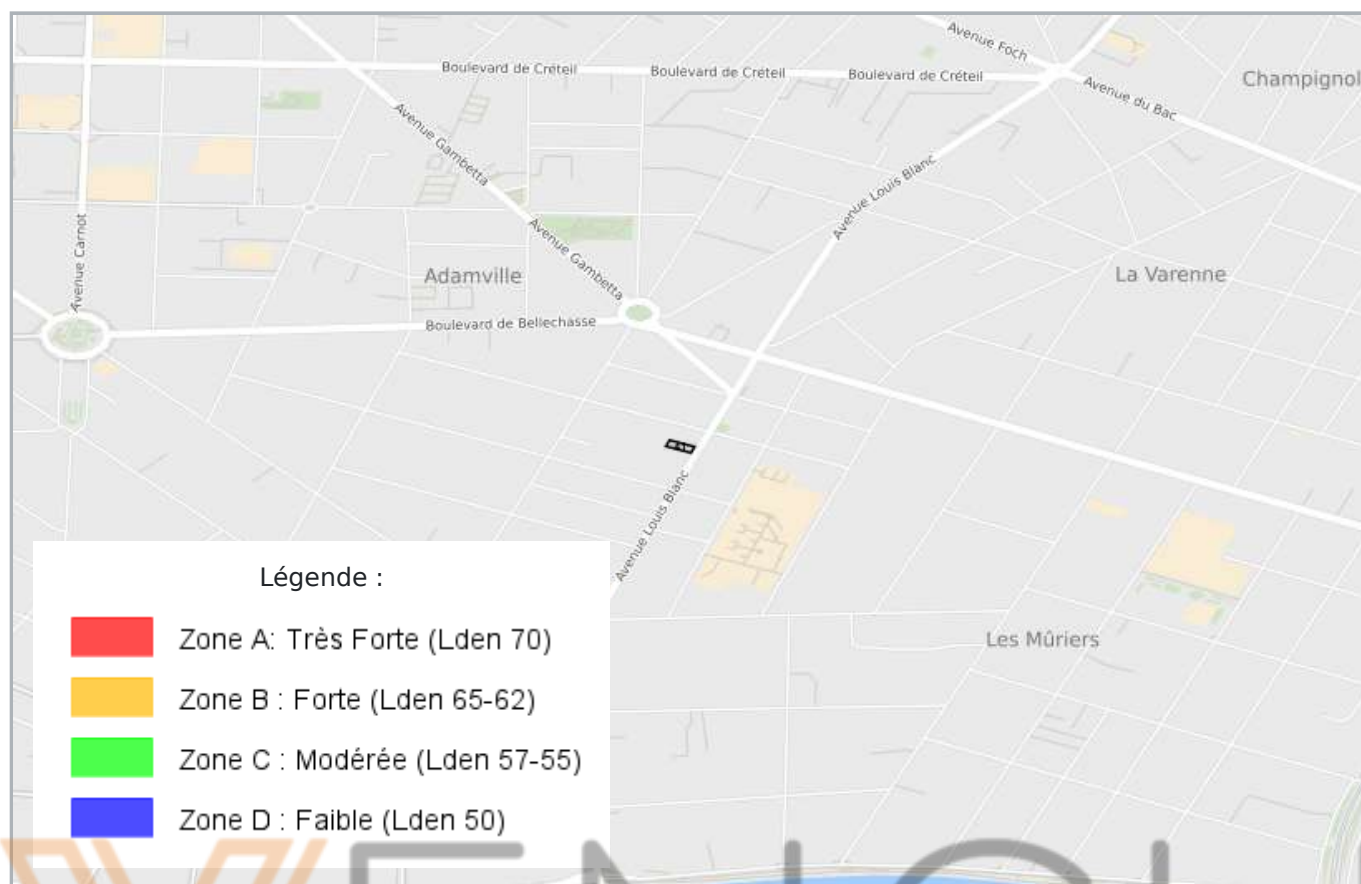 Avenue Foch
Boulevard de Créteil
Boulevard de Créteil
Boulevard de Créteil
Champignol
Avenue du Bac
Avenue Gambetta
Avenue Louis Blanc
Avenue Carnot
Avenue Gambetta
Adamville
La Varenne
Boulevard de Bellechasse
Avenue Louis Blanc
Légende :
Zone A: Très Forte (Lden 70)
Les Mûriers
Zone B : Forte (Lden 65-62)
Zone C : Modérée (Lden 57-55)
Zone D : Faible (Lden 50)